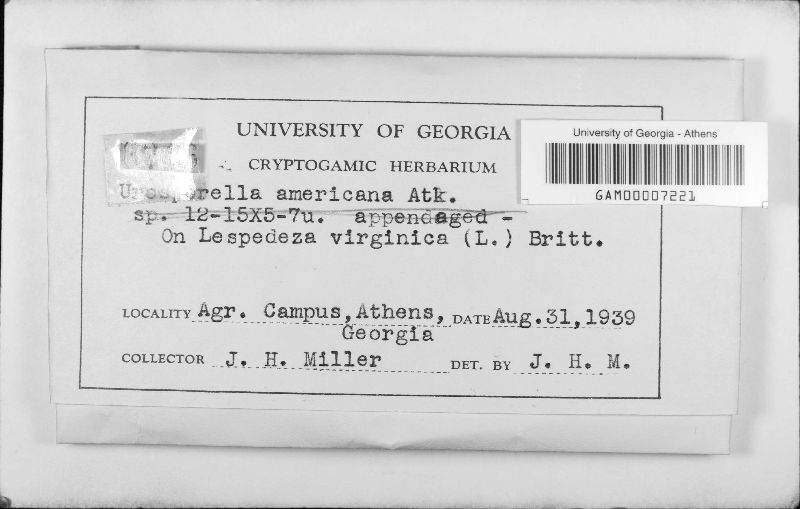 UNIVERSITY OF GEORGIA
CRYPTOGAMIC HERBARIUM
Urosporella americana Atk.
sp. 12-15X5-7u. appendaged -
On Lespedeza virginica (L.) Britt.
LOCALITY Agr. Campus, Athens, DATE Aug.31,1939
Georgia
COLLECTOR J. H. Miller DET. BY J. H. M.
University of Georgia - Athens
GAM00007221